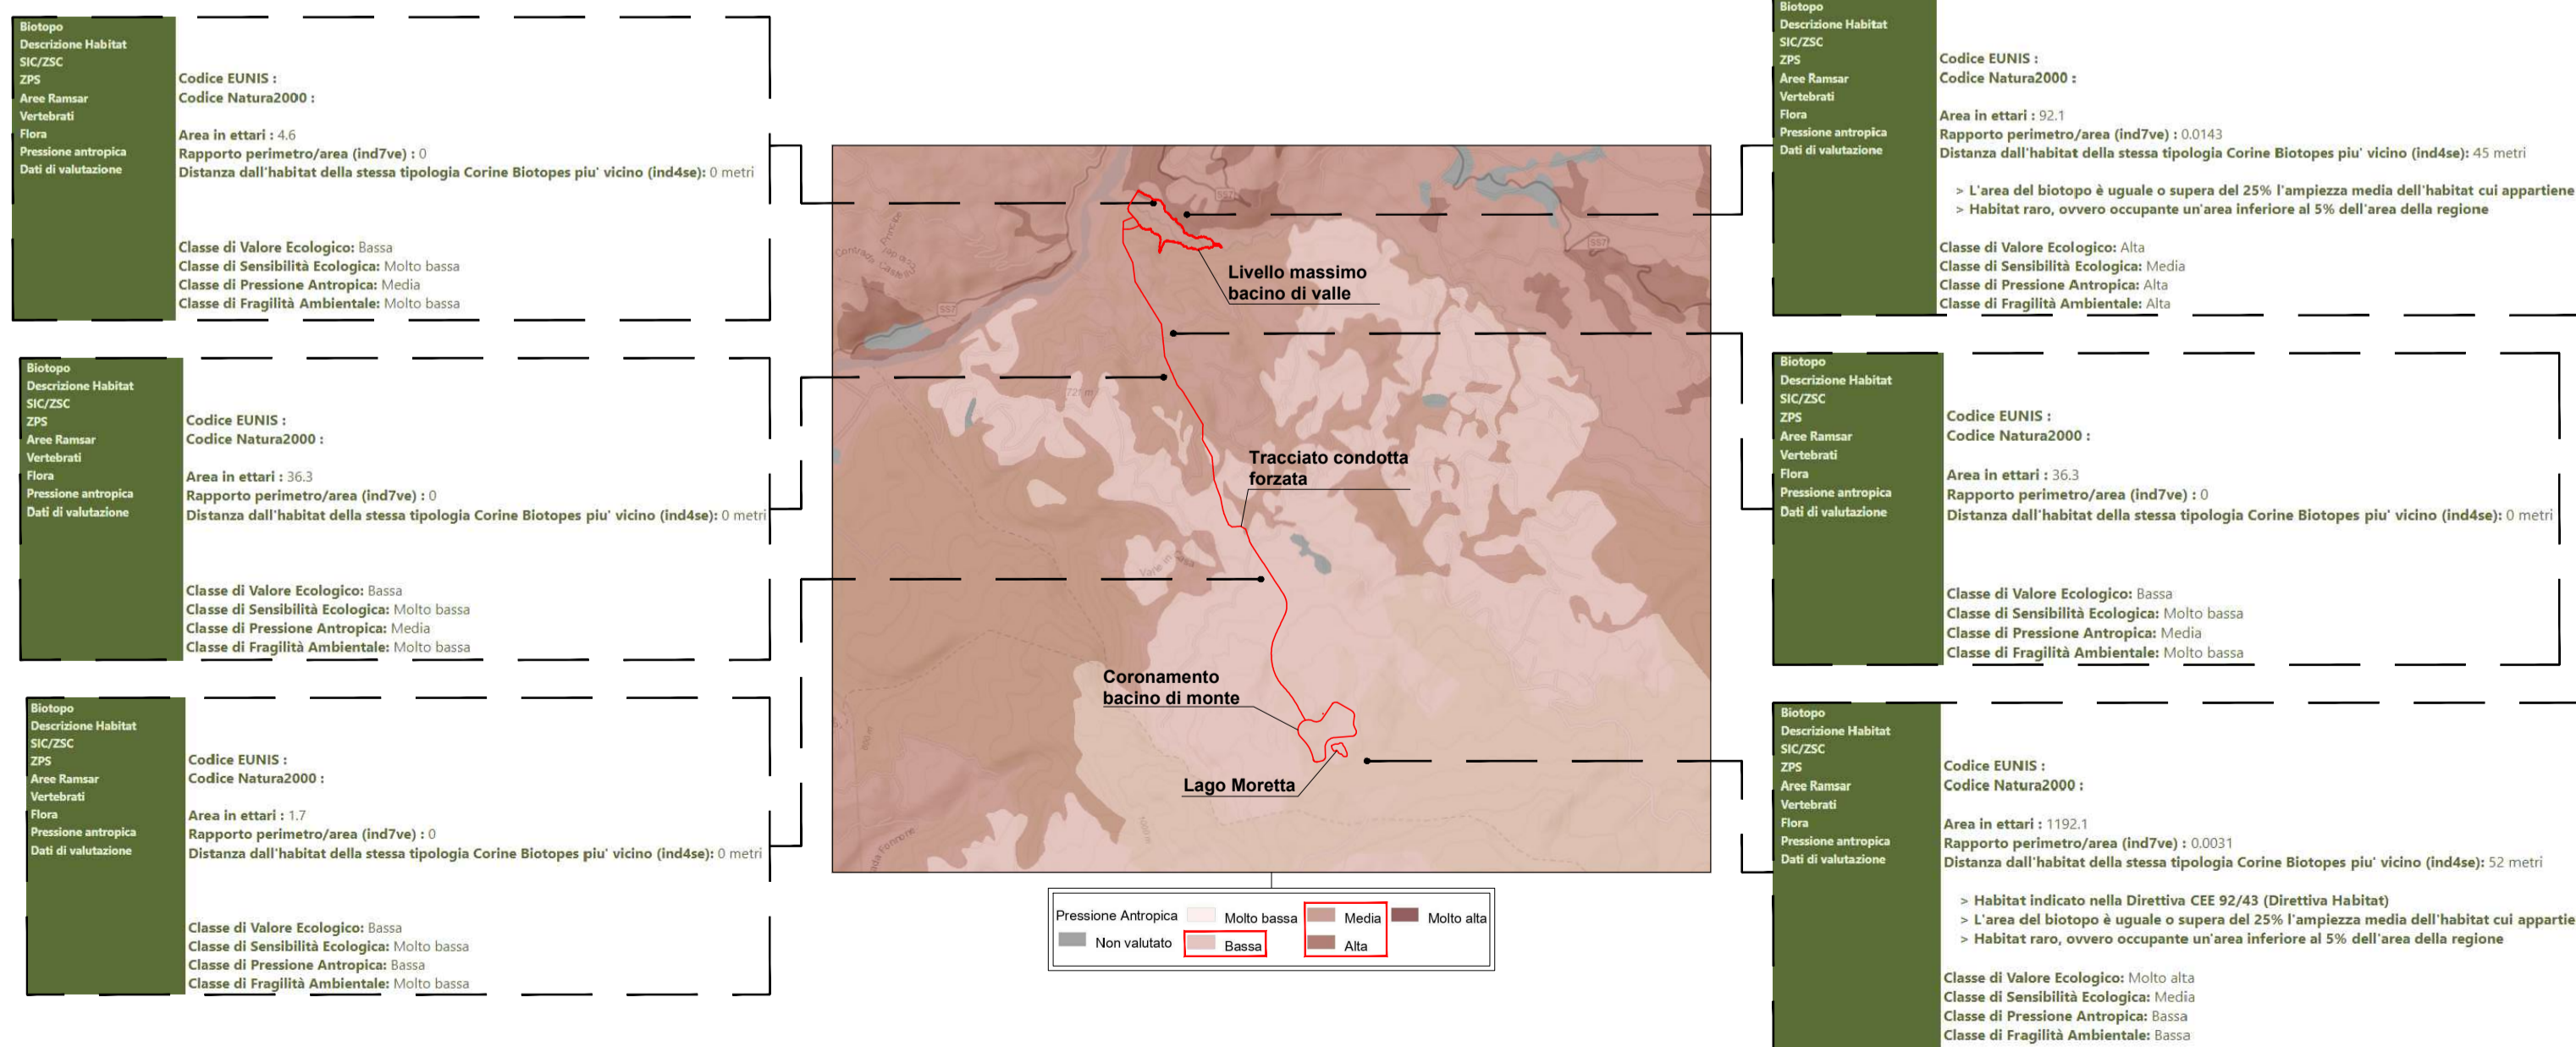 Biotopo
Descrizione Habitat
SIC/ZSC
ZPS
Aree Ramsar
Vertebrati
Flora
Pressione antropica
Dati di valutazione
Codice EUNIS :
Codice Natura2000 :
Area in ettari : 4.6
Rapporto perimetro/area (ind7ve) : 0
Distanza dall'habitat della stessa tipologia Corine Biotopes piu' vicino (ind4se): 0 metri
Classe di Valore Ecologico: Bassa
Classe di Sensibilità Ecologica: Molto bassa
Classe di Pressione Antropica: Media
Classe di Fragilità Ambientale: Molto bassa
Biotopo
Descrizione Habitat
SIC/ZSC
ZPS
Aree Ramsar
Vertebrati
Flora
Pressione antropica
Dati di valutazione
Codice EUNIS :
Codice Natura2000 :
Area in ettari : 36.3
Rapporto perimetro/area (ind7ve) : 0
Distanza dall'habitat della stessa tipologia Corine Biotopes piu' vicino (ind4se): 0 metri
Classe di Valore Ecologico: Bassa
Classe di Sensibilità Ecologica: Molto bassa
Classe di Pressione Antropica: Media
Classe di Fragilità Ambientale: Molto bassa
Biotopo
Descrizione Habitat
SIC/ZSC
ZPS
Aree Ramsar
Vertebrati
Flora
Pressione antropica
Dati di valutazione
Codice EUNIS :
Codice Natura2000 :
Area in ettari : 1.7
Rapporto perimetro/area (ind7ve) : 0
Distanza dall'habitat della stessa tipologia Corine Biotopes piu' vicino (ind4se): 0 metri
Classe di Valore Ecologico: Bassa
Classe di Sensibilità Ecologica: Molto bassa
Classe di Pressione Antropica: Bassa
Classe di Fragilità Ambientale: Molto bassa
SS7
SS7
SS7
Contrada
721 m
800 m
1000 m
Livello massimo
bacino di valle
Tracciato condotta
forzata
Coronamento
bacino di monte
Lago Moretta
Pressione Antropica
Molto bassa
Media
Molto alta
Non valutato
Bassa
Alta
Biotopo
Descrizione Habitat
SIC/ZSC
ZPS
Aree Ramsar
Vertebrati
Flora
Pressione antropica
Dati di valutazione
Codice EUNIS :
Codice Natura2000 :
Area in ettari : 92.1
Rapporto perimetro/area (ind7ve) : 0.0143
Distanza dall'habitat della stessa tipologia Corine Biotopes piu' vicino (ind4se): 45 metri
> L'area del biotopo è uguale o supera del 25% l'ampiezza media dell'habitat cui appartiene
> Habitat raro, ovvero occupante un'area inferiore al 5% dell'area della regione
Classe di Valore Ecologico: Alta
Classe di Sensibilità Ecologica: Media
Classe di Pressione Antropica: Alta
Classe di Fragilità Ambientale: Alta
Biotopo
Descrizione Habitat
SIC/ZSC
ZPS
Aree Ramsar
Vertebrati
Flora
Pressione antropica
Dati di valutazione
Codice EUNIS :
Codice Natura2000 :
Area in ettari : 36.3
Rapporto perimetro/area (ind7ve) : 0
Distanza dall'habitat della stessa tipologia Corine Biotopes piu' vicino (ind4se): 0 metri
Classe di Valore Ecologico: Bassa
Classe di Sensibilità Ecologica: Molto bassa
Classe di Pressione Antropica: Media
Classe di Fragilità Ambientale: Molto bassa
Biotopo
Descrizione Habitat
SIC/ZSC
ZPS
Aree Ramsar
Vertebrati
Flora
Pressione antropica
Dati di valutazione
Codice EUNIS :
Codice Natura2000 :
Area in ettari : 1192.1
Rapporto perimetro/area (ind7ve) : 0.0031
Distanza dall'habitat della stessa tipologia Corine Biotopes piu' vicino (ind4se): 52 metri
> Habitat indicato nella Direttiva CEE 92/43 (Direttiva Habitat)
> L'area del biotopo è uguale o supera del 25% l'ampiezza media dell'habitat cui appartie
> Habitat raro, ovvero occupante un'area inferiore al 5% dell'area della regione
Classe di Valore Ecologico: Molto alta
Classe di Sensibilità Ecologica: Media
Classe di Pressione Antropica: Bassa
Classe di Fragilità Ambientale: Bassa